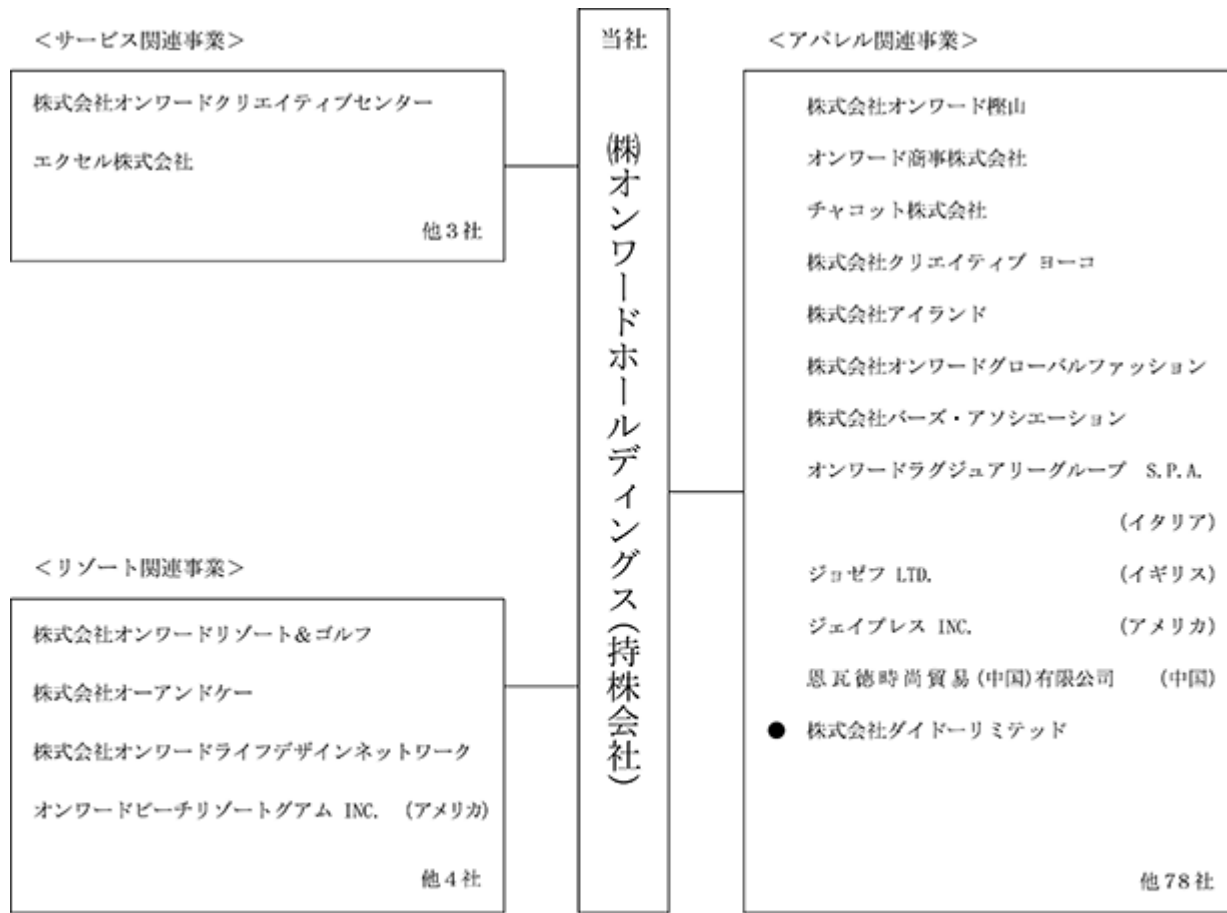 ＜サービス関連事業＞
株式会社オンワードクリエイティブセンター
エクセル株式会社
他３社
＜リゾート関連事業＞
株式会社オンワードリゾート＆ゴルフ
株式会社オーアンドケー
株式会社オンワードライフデザインネットワーク
オンワードビーチリゾートグアム INC. (アメリカ)
他４社
当社
㈱オンワードホールディングス(持株会社)
＜アパレル関連事業＞
株式会社オンワード樫山
オンワード商事株式会社
チャコット株式会社
株式会社クリエイティブ ヨーコ
株式会社アイランド
株式会社オンワードグローバルファッション
株式会社バーズ・アソシエーション
オンワードラグジュアリーグループ S.P.A.
(イタリア)
ジョゼフ LTD. (イギリス)
ジェイプレス INC. (アメリカ)
恩瓦徳時尚貿易(中国)有限公司 (中国)
● 株式会社ダイドーリミテッド
他78社